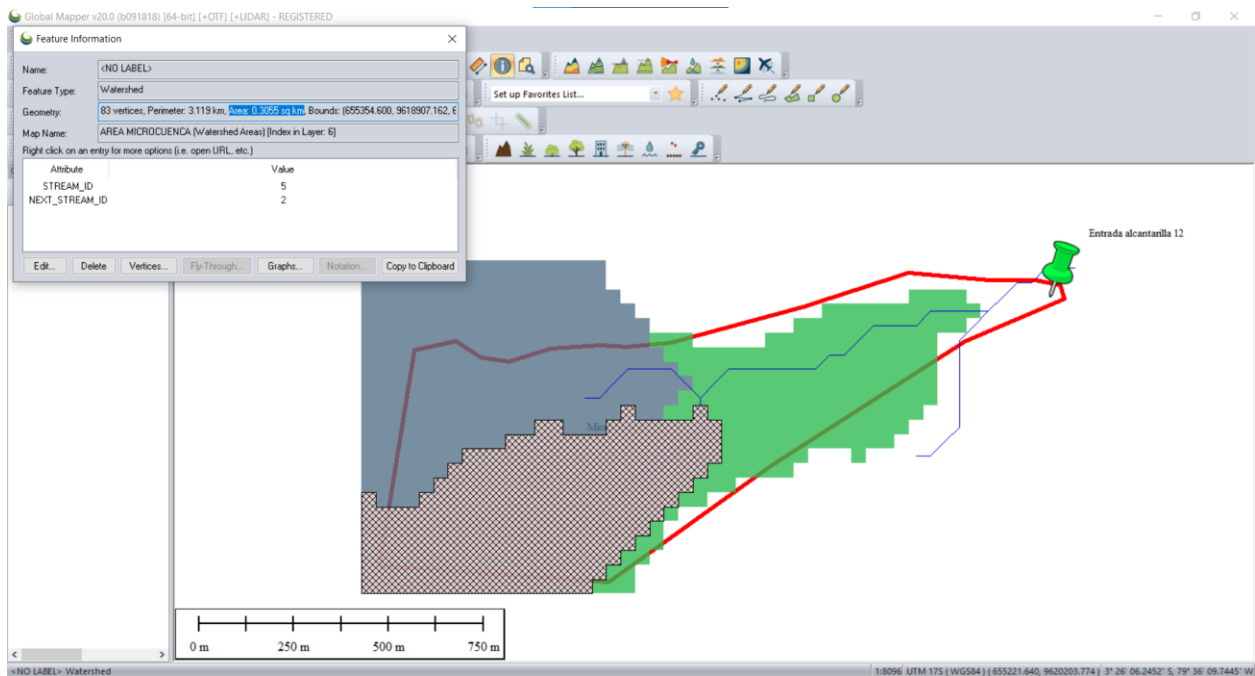 Global Mapper v20.0 (b091818) [64-bit] [+OTF] [+LIDAR] - REGISTERED
Feature Information
Name: <NO LABEL>
Feature Type: Watershed
Geometry: 83 vertices, Perimeter: 3.119 km, Area: 0.3055 sq km, Bounds: (655354.600, 9618907.162, 6
Map Name: AREA MICROCUENCA (Watershed Areas) [Index in Layer: 6]
Right click on an entry for more options (i.e. open URL, etc.)
Attribute Value
STREAM_ID 5
NEXT_STREAM_ID 2
Edit... Delete Vertices... Fly-Through... Graphs... Notation... Copy to Clipboard
Set up Favorites List...
Entrada alcantarilla 12
0 m 250 m 500 m 750 m
<NO LABEL> Watershed
1:8096 UTM 17S ( WGS84 ) ( 655221.640, 9620203.774 ) 3° 26' 06.2452" S, 79° 36' 09.7445" W